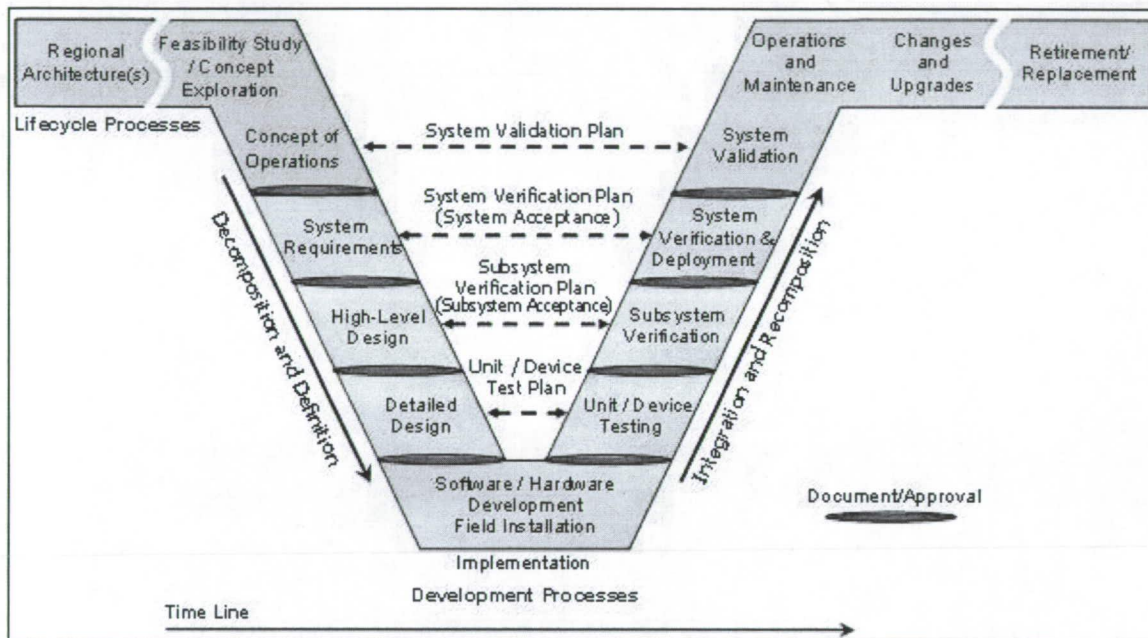 Regional
Architecture(s)
Feasibility Study
/ Concept
Exploration
Operations
and
Maintenance
Changes
and
Upgrades
Retirement/
Replacement
Lifecycle Processes
Concept of
Operations
System Validation Plan
System
Validation
System Verification Plan
(System Acceptance)
System
Requirements
System
Verification &
Deployment
Subsystem
Verification Plan
(Subsystem Acceptance)
High-Level
Design
Subsystem
Verification
Unit / Device
Test Plan
Detailed
Design
Unit / Device
Testing
Decomposition and Definition
Integration and Recomposition
Software / Hardware
Development
Field Installation
Document/Approval
Implementation
Development Processes
Time Line